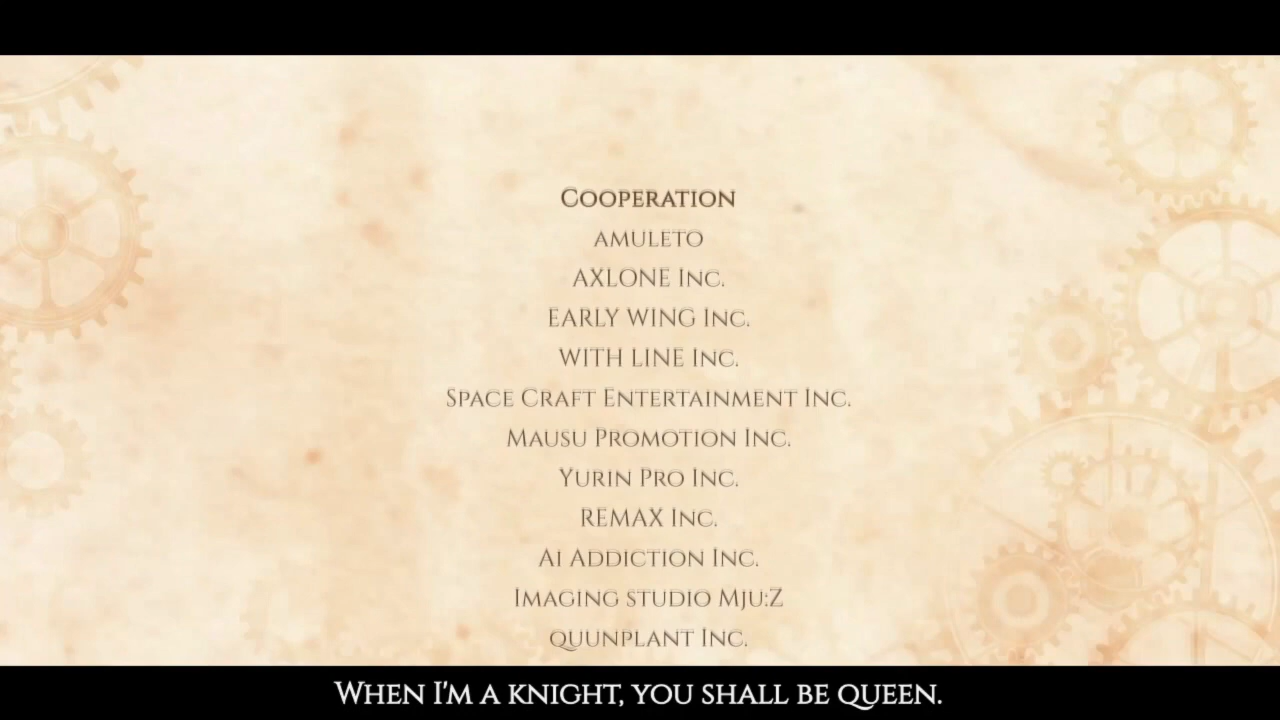 Cooperation
AMULETO
AXLONE Inc.
EARLY WING Inc.
WITH LINE Inc.
Space Craft Entertainment Inc.
Mausu Promotion Inc.
Yurin Pro Inc.
REMAX Inc.
Ai Addiction Inc.
Imaging studio Mju:Z
QUUNPLANT Inc.
When I'm a knight, you shall be queen.